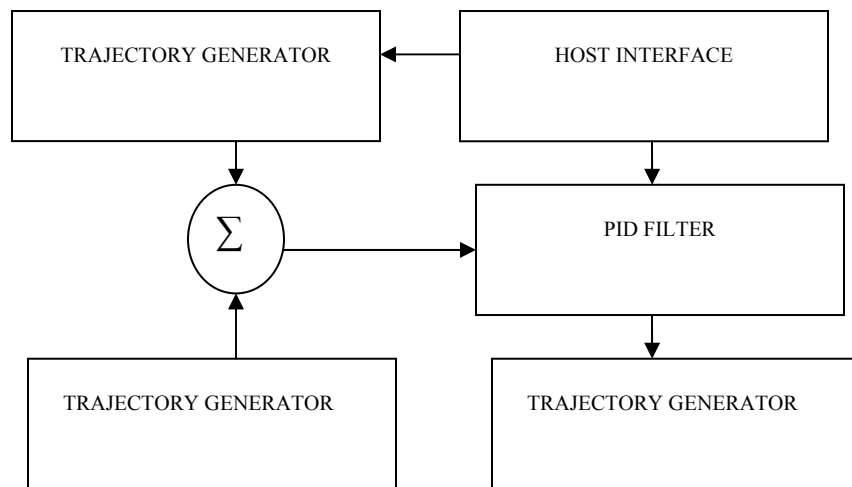 TRAJECTORY GENERATOR
HOST INTERFACE
∑
PID FILTER
TRAJECTORY GENERATOR
TRAJECTORY GENERATOR